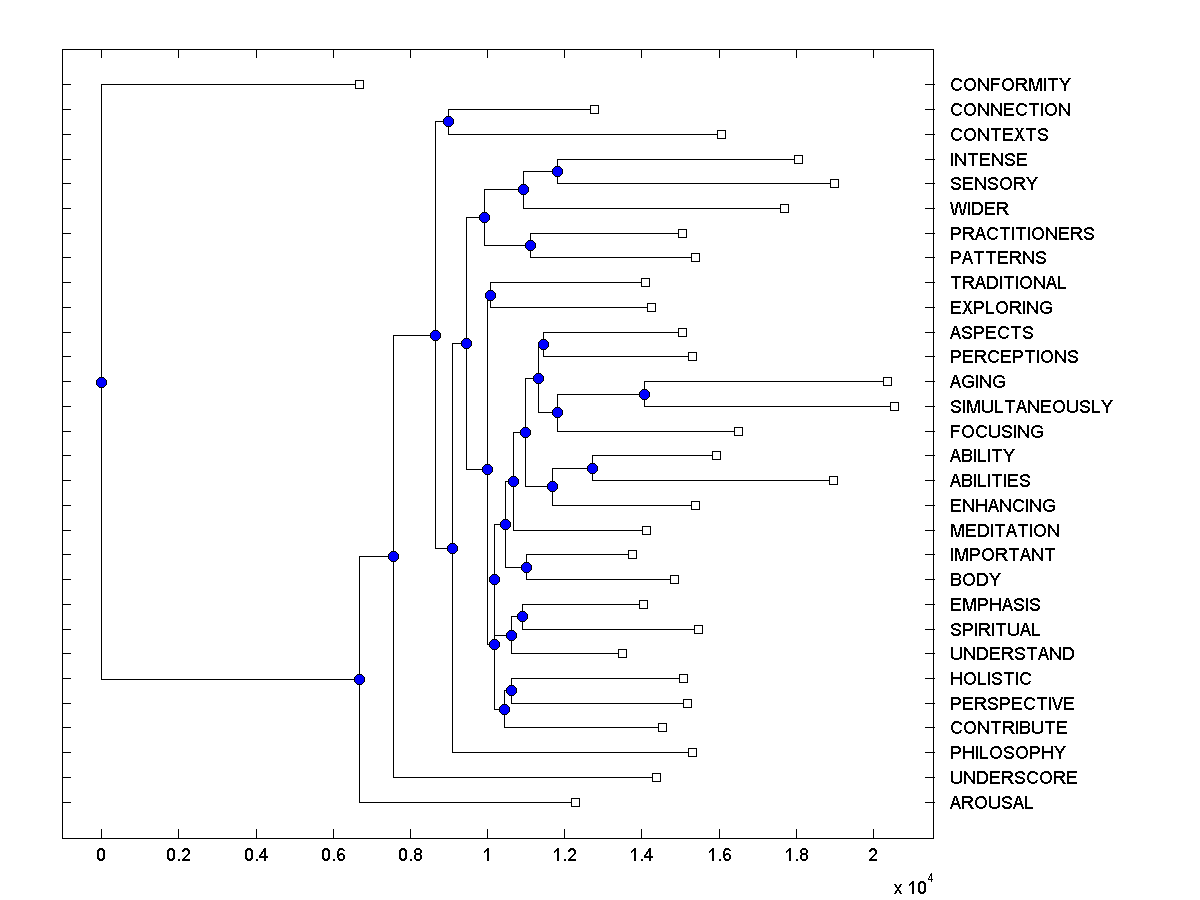 CONFORMITY
CONNECTION
CONTEXTS
INTENSE
SENSORY
WIDER
PRACTITIONERS
PATTERNS
TRADITIONAL
EXPLORING
ASPECTS
PERCEPTIONS
AGING
SIMULTANEOUSLY
FOCUSING
ABILITY
ABILITIES
ENHANCING
MEDITATION
IMPORTANT
BODY
EMPHASIS
SPIRITUAL
UNDERSTAND
HOLISTIC
PERSPECTIVE
CONTRIBUTE
PHILOSOPHY
UNDERSCORE
AROUSAL
0 0.2 0.4 0.6 0.8 1 1.2 1.4 1.6 1.8 2
x 10^4